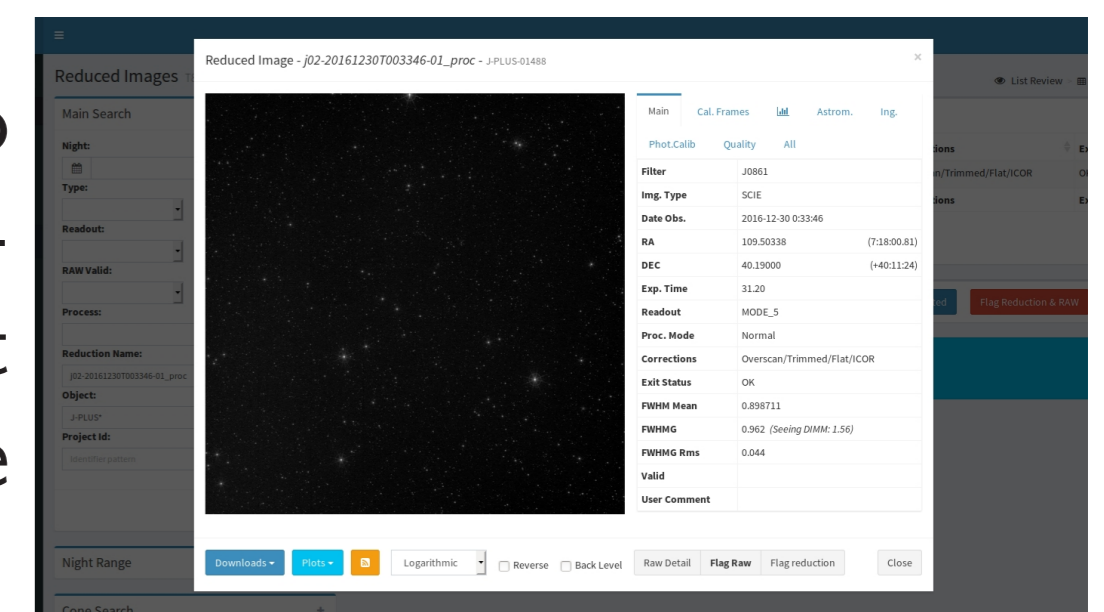 Reduced Image - j02-20161230T003346-01_proc - J-PLUS-01488 ×
Main Cal. Frames Astrom. Ing.
Phot.Calib Quality All
Filter J0861
Img. Type SCIE
Date Obs. 2016-12-30 0:33:46
RA 109.50338 (7:18:00.81)
DEC 40.19000 (+40:11:24)
Exp. Time 31.20
Readout MODE_5
Proc. Mode Normal
Corrections Overscan/Trimmed/Flat/ICOR
Exit Status OK
FWHM Mean 0.898711
FWHMG 0.962 (Seeing DIMM: 1.56)
FWHMG Rms 0.044
Valid
User Comment
Downloads Plots Logarithmic Reverse Back Level Raw Detail Flag Raw Flag reduction Close
Reduced Images
List Review
Main Search
Night:
Type:
Readout:
RAW Valid:
Process:
Reduction Name:
j02-20161230T003346-01_proc
Object:
J-PLUS*
Project Id:
Identifier pattern
Night Range
Cone Search +
Flag Reduction & RAW
t
e